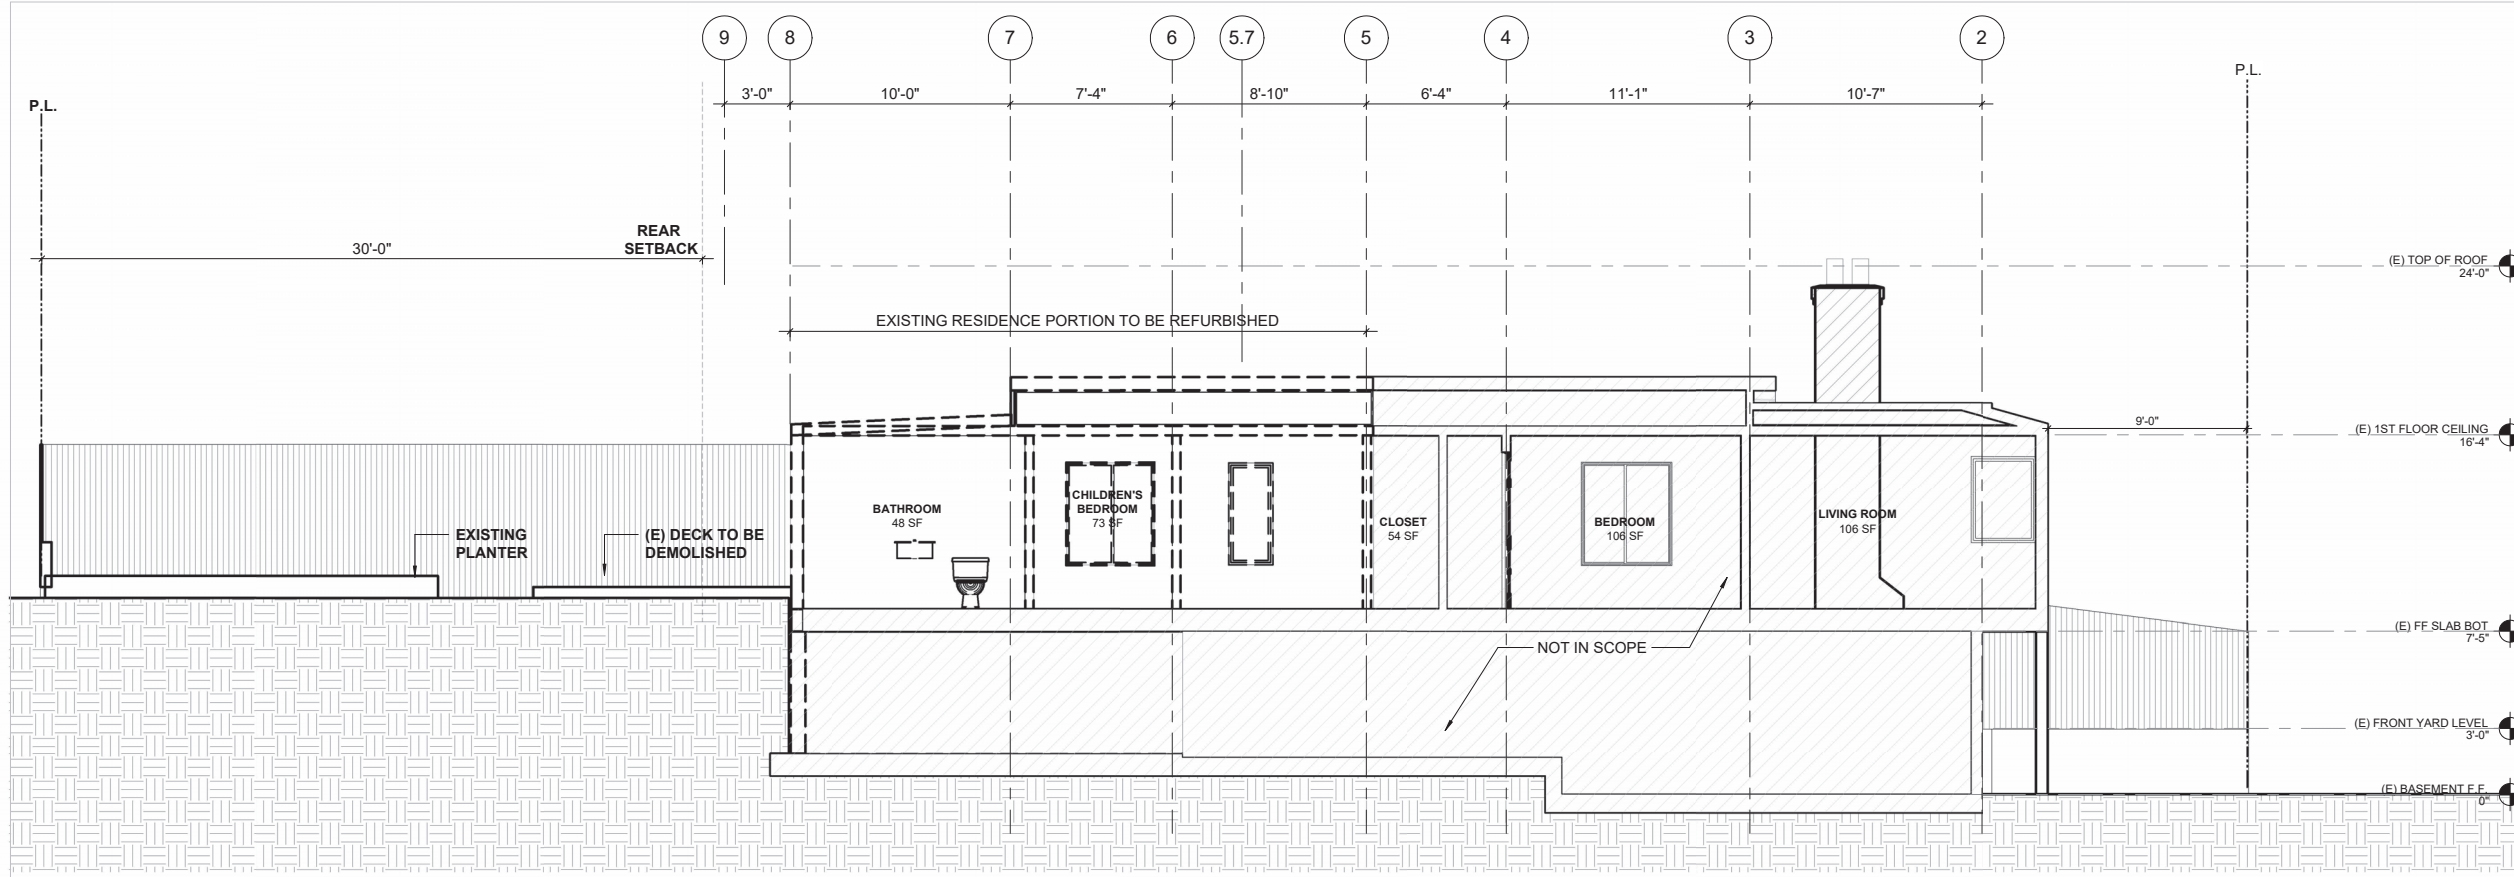 9
8
7
6
5.7
5
4
3
2
P.L.
P.L.
3'-0"
10'-0"
7'-4"
8'-10"
6'-4"
11'-1"
10'-7"
REAR
SETBACK
30'-0"
(E) TOP OF ROOF
24'-0"
EXISTING RESIDENCE PORTION TO BE REFURBISHED
9'-0"
(E) 1ST FLOOR CEILING
16'-4"
BATHROOM
48 SF
CHILDREN'S
BEDROOM
73 SF
CLOSET
54 SF
BEDROOM
106 SF
LIVING ROOM
106 SF
EXISTING
PLANTER
(E) DECK TO BE
DEMOLISHED
NOT IN SCOPE
(E) FF SLAB BOT
7'-5"
(E) FRONT YARD LEVEL
3'-0"
(E) BASEMENT F.F.
0"